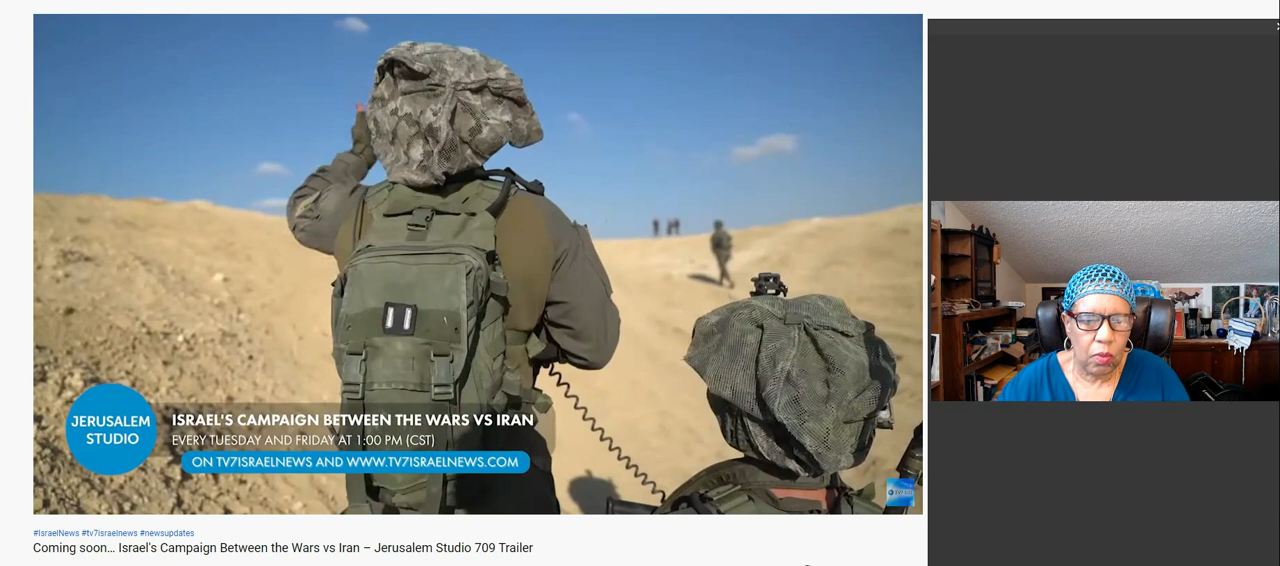 JERUSALEM
STUDIO
ISRAEL'S CAMPAIGN BETWEEN THE WARS VS IRAN
EVERY TUESDAY AND FRIDAY AT 1:00 PM (CST)
ON TV7ISRAELNEWS AND WWW.TV7ISRAELNEWS.COM
#IsraelNews #tv7israelnews #newsupdates
Coming soon... Israel's Campaign Between the Wars vs Iran – Jerusalem Studio 709 Trailer